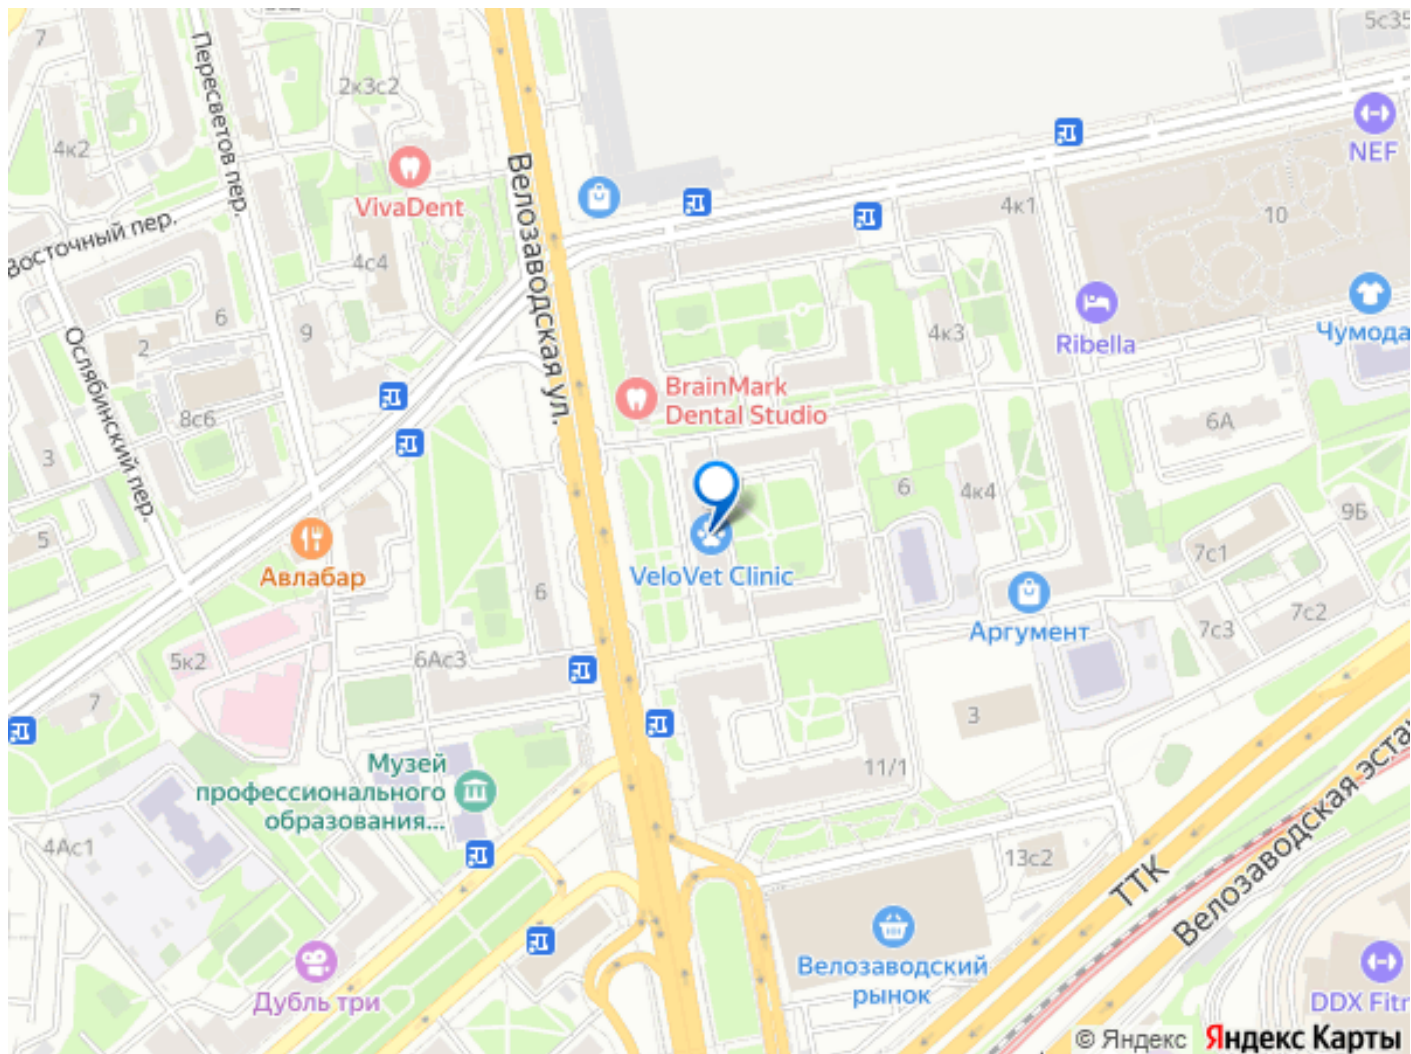 5с35
7
Пересветов пер.
2к3с2
NEF
4к2
VivaDent
Велозаводская ул.
4к1
10
Восточный пер.
4с4
6
9
4к3
Ribella
Чумода
2
Ослябинский пер.
8с6
BrainMark
Dental Studio
6А
3
6
4к4
9Б
5
Авлабар
VeloVet Clinic
7с1
6
Аргумент
7с2
7с3
5к2
6Ас3
7
3
Музей
профессионального
образования...
11/1
4Ас1
13с2
ТТК
Велозаводская эста
Велозаводский
рынок
Дубль три
DDX Fitn
© Яндекс Яндекс Карты